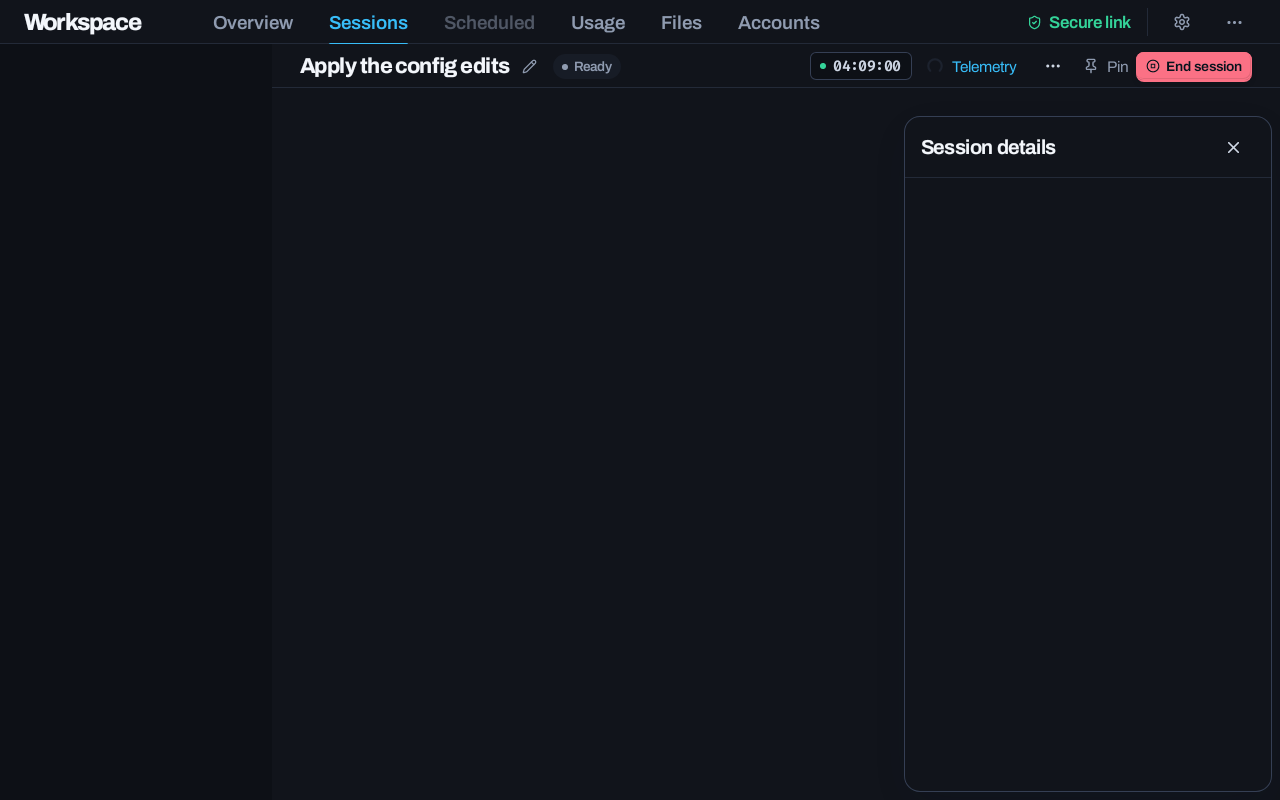 Workspace Overview Sessions Scheduled Usage Files Accounts Secure link
Apply the config edits Ready 04:09:00 Telemetry Pin End session
Session details